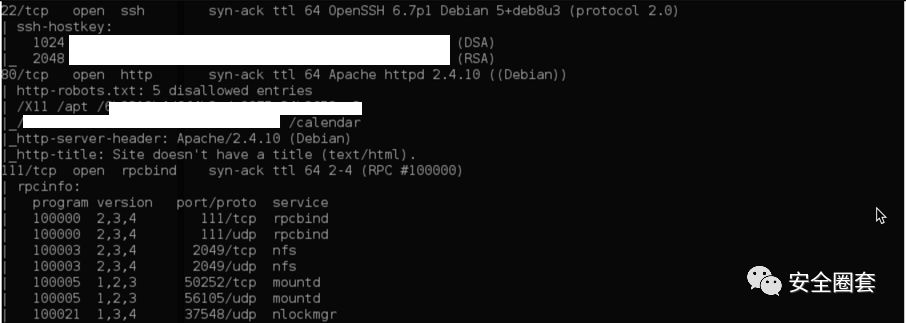 22/tcp open ssh syn-ack ttl 64 OpenSSH 6.7p1 Debian 5+deb8u3 (protocol 2.0)
| ssh-hostkey:
| 1024 (DSA)
|_ 2048 (RSA)
80/tcp open http syn-ack ttl 64 Apache httpd 2.4.10 ((Debian))
| http-robots.txt: 5 disallowed entries
| /X11 /apt
|_/ /calendar
|_http-server-header: Apache/2.4.10 (Debian)
|_http-title: Site doesn't have a title (text/html).
111/tcp open rpcbind syn-ack ttl 64 2-4 (RPC #100000)
| rpcinfo:
| program version port/proto service
| 100000 2,3,4 111/tcp rpcbind
| 100000 2,3,4 111/udp rpcbind
| 100003 2,3,4 2049/tcp nfs
| 100003 2,3,4 2049/udp nfs
| 100005 1,2,3 50252/tcp mountd
| 100005 1,2,3 56105/udp mountd
| 100021 1,3,4 37548/udp nlockmgr
安全圈套